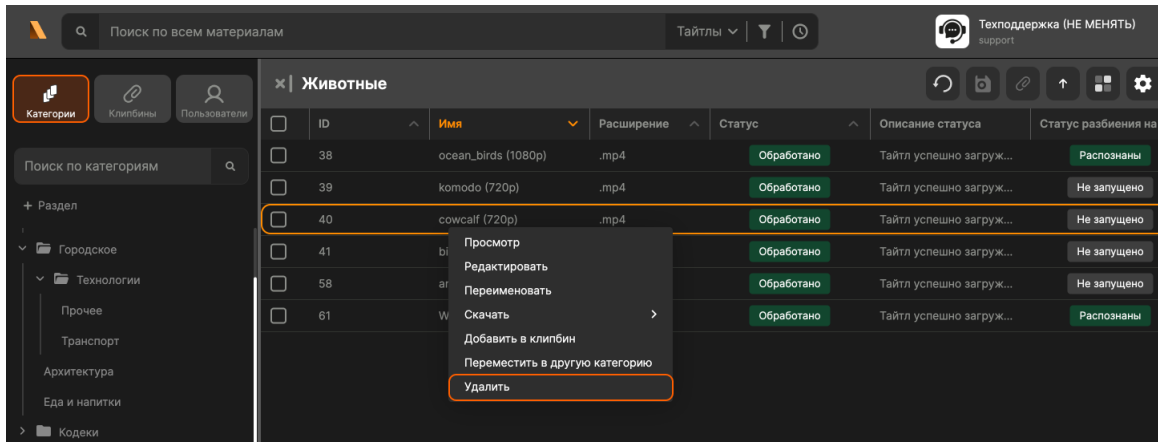 Поиск по всем материалам
Тайтлы
Техподдержка (НЕ МЕНЯТЬ)
support
Категории
Клипбины
Пользователи
Поиск по категориям
+ Раздел
Городское
Технологии
Прочее
Транспорт
Архитектура
Еда и напитки
Кодеки
Животные
ID Имя Расширение Статус Описание статуса Статус разбиения на
38 ocean_birds (1080p) .mp4 Обработано Тайтл успешно загруж... Распознаны
39 komodo (720p) .mp4 Обработано Тайтл успешно загруж... Не запущено
40 cowcalf (720p) .mp4 Обработано Тайтл успешно загруж... Не запущено
41 bi Обработано Тайтл успешно загруж... Не запущено
58 Обработано Тайтл успешно загруж... Не запущено
61 W Обработано Тайтл успешно загруж... Распознаны
Просмотр
Редактировать
Переименовать
Скачать
Добавить в клипбин
Переместить в другую категорию
Удалить